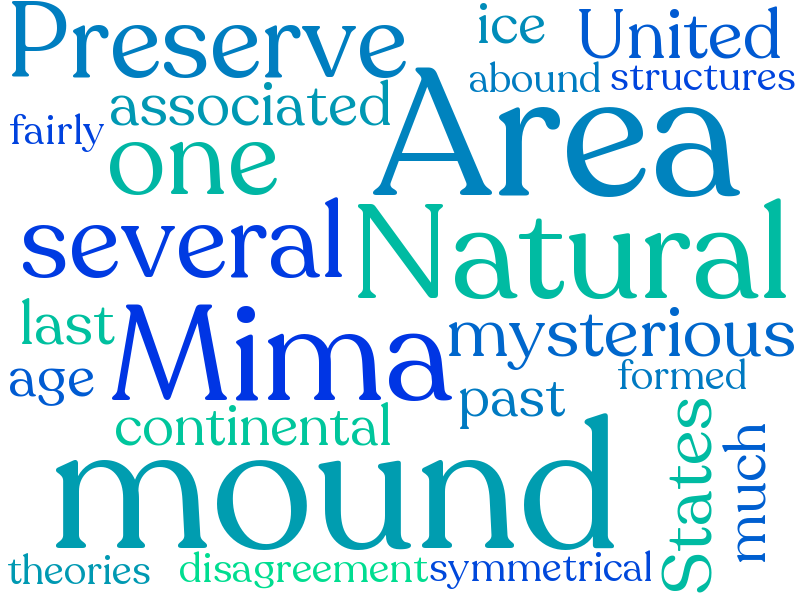 Preserve
ice
United
abound
structures
associated
fairly
Area
one
several
Natural
last
Mima
mysterious
age
past
formed
continental
States
much
mound
theories
disagreement
symmetrical